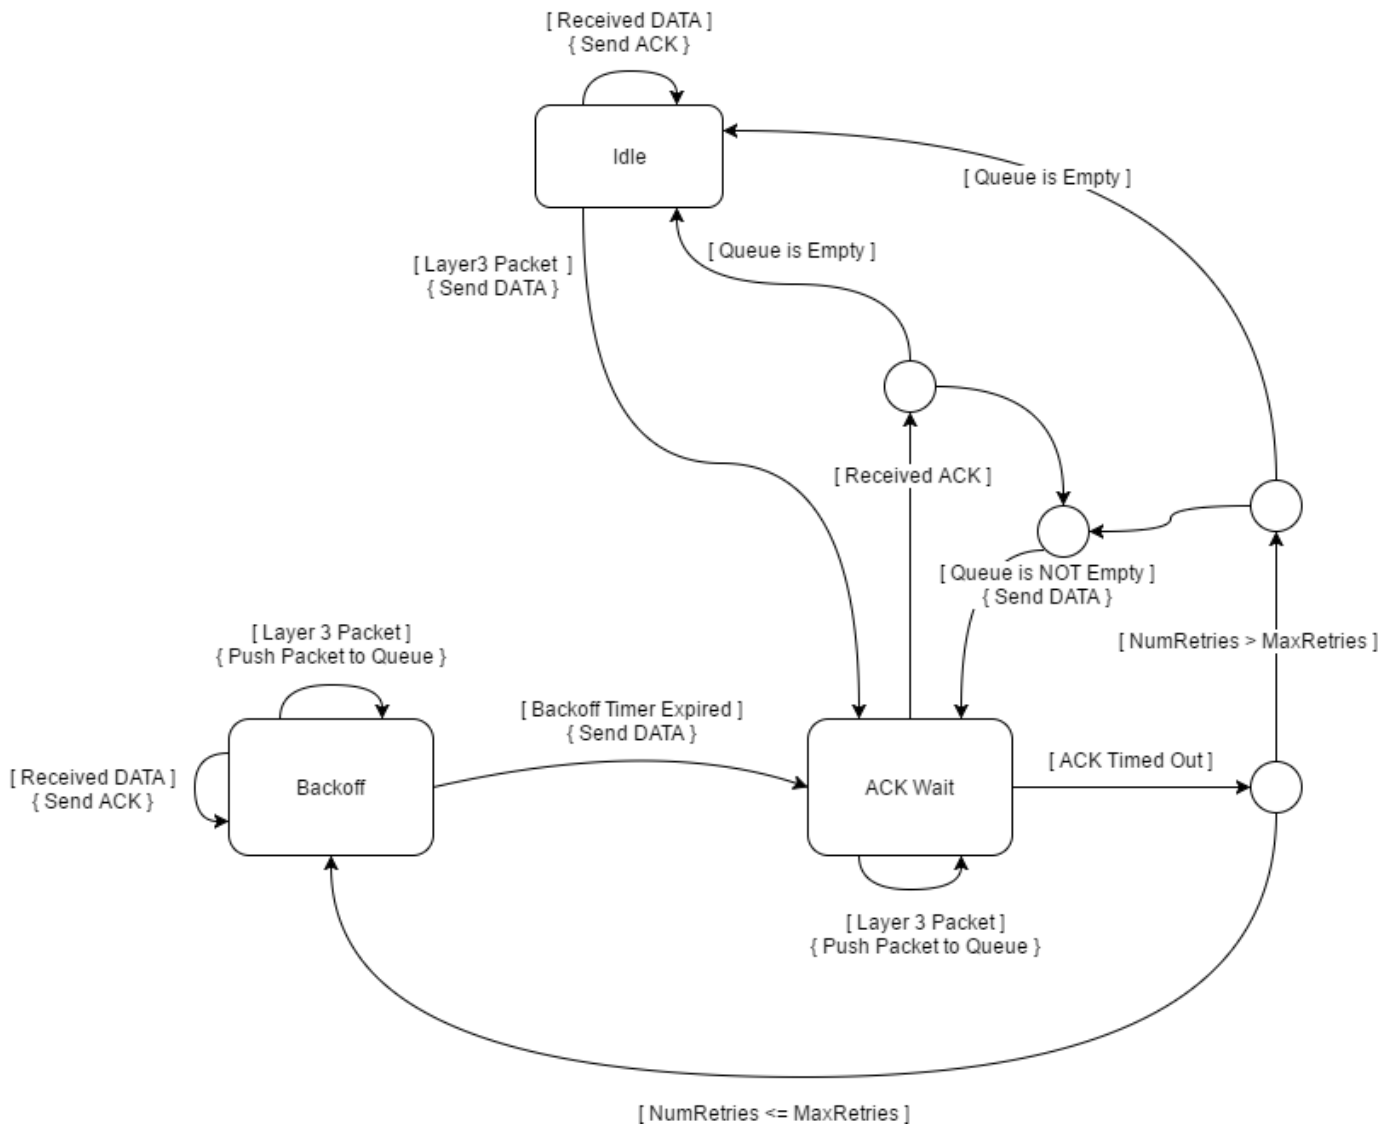 [ Received DATA ]
{ Send ACK }
Idle
[ Queue is Empty ]
[ Queue is Empty ]
[ Layer3 Packet  ]
{ Send DATA }
[ Received ACK ]
[ Queue is NOT Empty ]
{ Send DATA }
[ Layer 3 Packet ]
{ Push Packet to Queue }
[ NumRetries > MaxRetries ]
[ Backoff Timer Expired ]
{ Send DATA }
[ Received DATA ]
{ Send ACK }
Backoff
ACK Wait
[ ACK Timed Out ]
[ Layer 3 Packet ]
{ Push Packet to Queue }
[ NumRetries <= MaxRetries ]